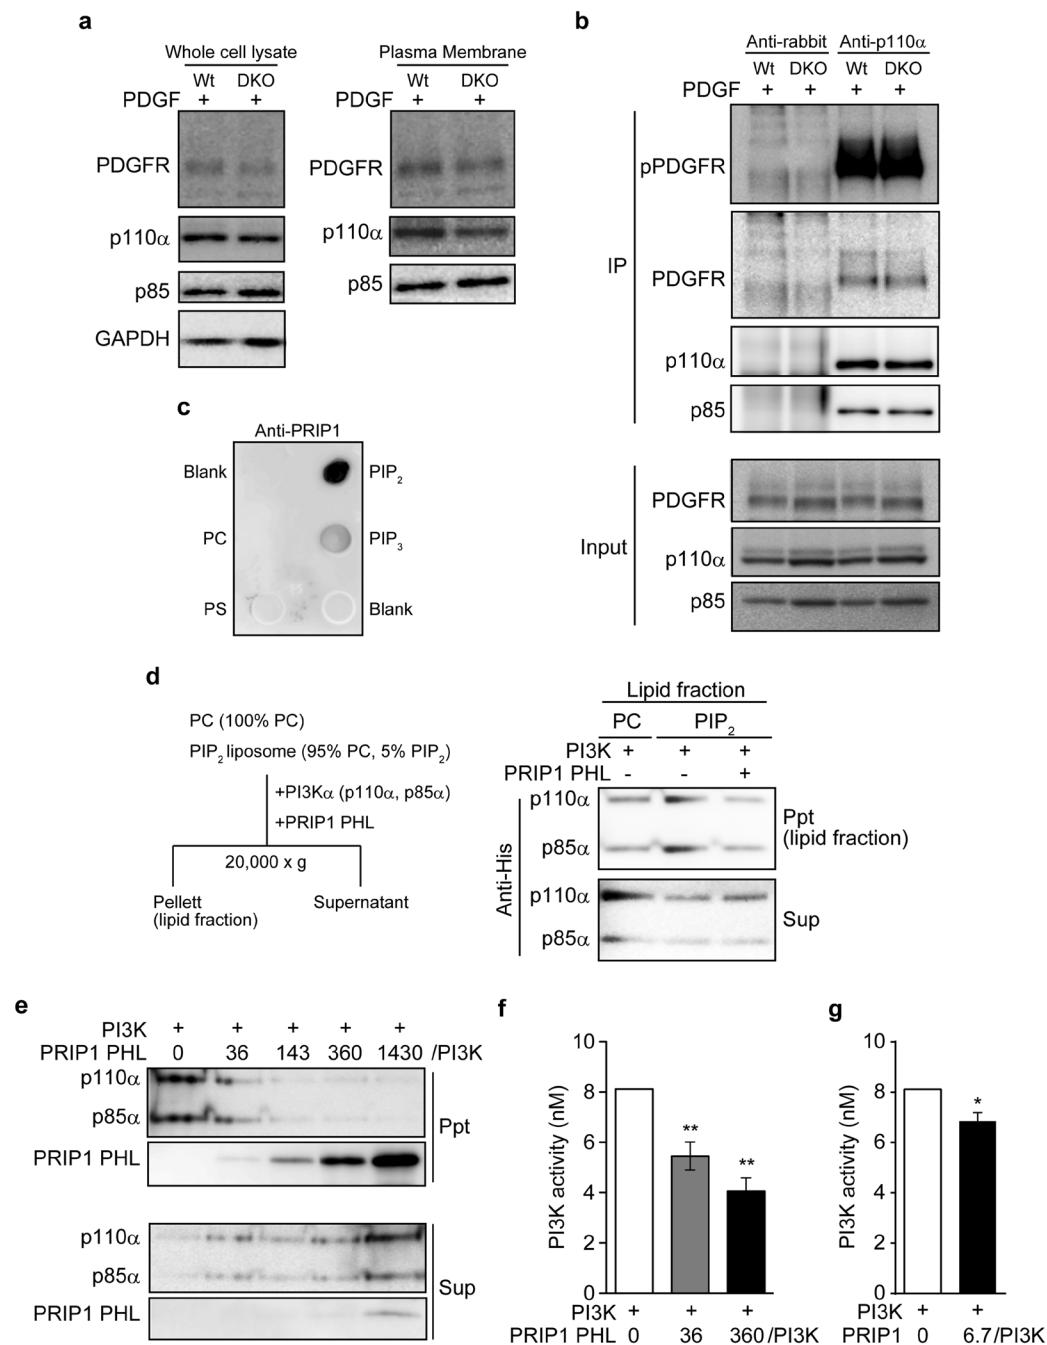 a
Whole cell lysate
Wt DKO
PDGF + +
PDGFR
p110α
p85
GAPDH
Plasma Membrane
Wt DKO
PDGF + +
PDGFR
p110α
p85
b
Anti-rabbit Anti-p110α
Wt DKO Wt DKO
PDGF + + + +
IP
pPDGFR
PDGFR
p110α
p85
Input
PDGFR
p110α
p85
c
Anti-PRIP1
Blank PIP2
PC PIP3
PS Blank
d
PC (100% PC)
PIP2 liposome (95% PC, 5% PIP2)
+PI3Kα (p110α, p85α)
+PRIP1 PHL
20,000 x g
Pellett
(lipid fraction)
Supernatant
Lipid fraction
PC PIP2
PI3K + + +
PRIP1 PHL - - +
Anti-His
p110α
p85α
Ppt
(lipid fraction)
p110α
p85α
Sup
e
PI3K + + + + +
PRIP1 PHL 0 36 143 360 1430 /PI3K
p110α
p85α
PRIP1 PHL
Ppt
p110α
p85α
PRIP1 PHL
Sup
f
PI3K activity (nM)
10
8
6
4
2
0
**
**
PI3K + + +
PRIP1 PHL 0 36 360 /PI3K
g
PI3K activity (nM)
10
8
6
4
2
0
*
PI3K + +
PRIP1 0 6.7/PI3K